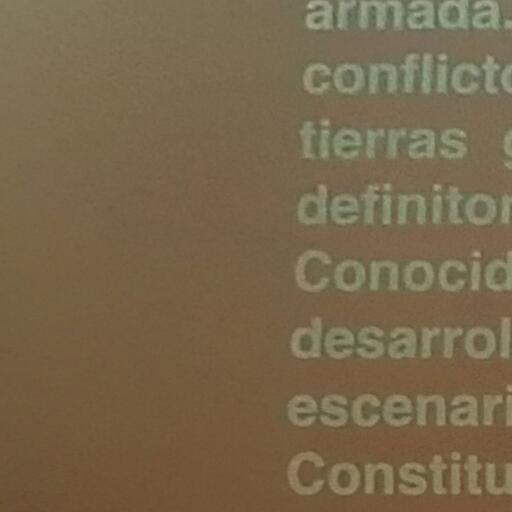 armada.
conflicto
tierras
definitor
Conocid
desarrol
escenari
Constitu